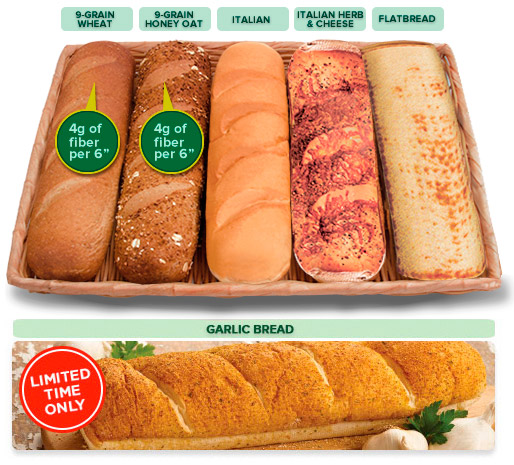 9-GRAIN
WHEAT
9-GRAIN
HONEY OAT
ITALIAN
ITALIAN HERB
& CHEESE
FLATBREAD
4g of
fiber
per 6”
4g of
fiber
per 6”
GARLIC BREAD
LIMITED
TIME
ONLY